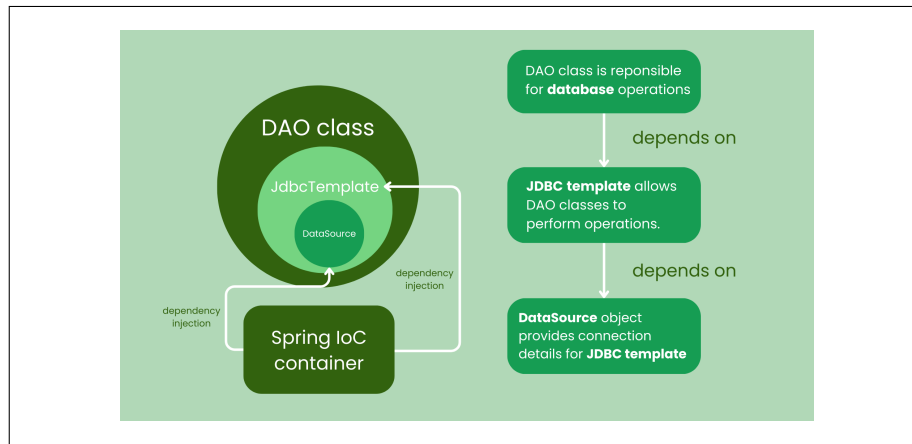 DAO class
JdbcTemplate
DataSource
dependency
injection
dependency
injection
Spring IoC
container
DAO class is reponsible
for database operations
depends on
JDBC template allows
DAO classes to
perform operations.
depends on
DataSource object
provides connection
details for JDBC template